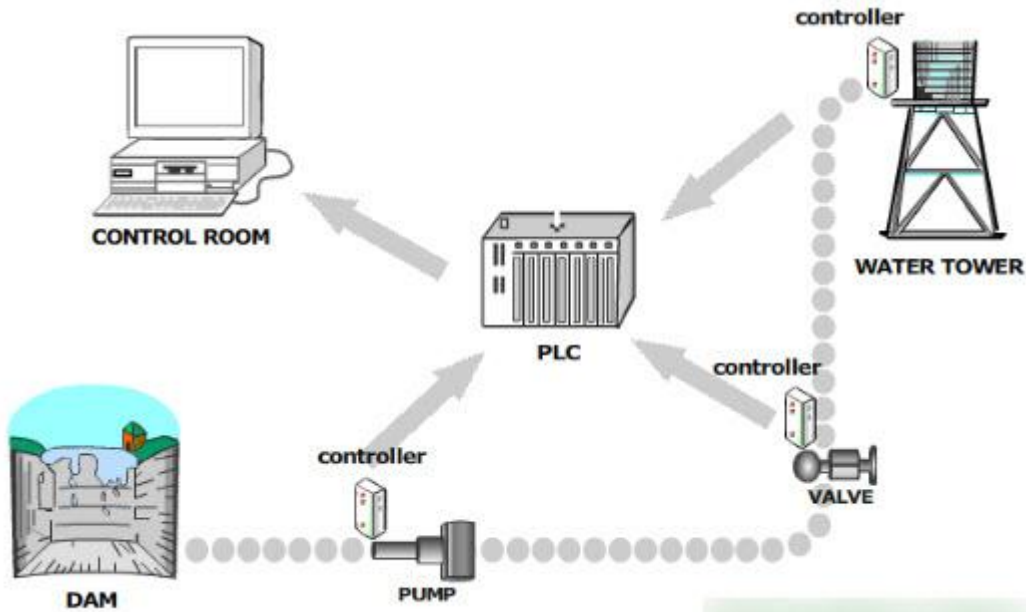 controller
CONTROL ROOM
WATER TOWER
PLC
controller
controller
VALVE
PUMP
DAM